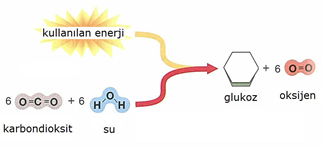 kullanılan enerji
6 O=C=O + 6 H O H
glukoz + 6 O=O
karbondioksit su oksijen